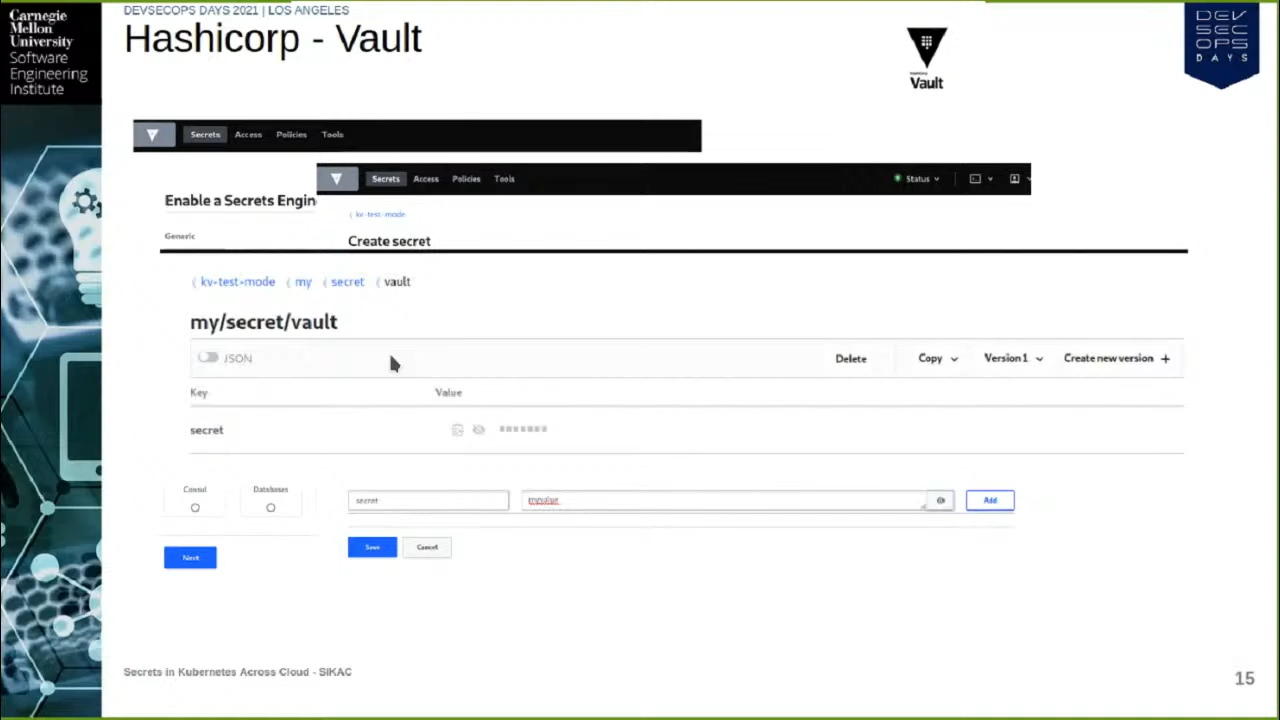 Carnegie
Mellon
University
Software
Engineering
Institute
DEVSECOPS DAYS 2021 | LOS ANGELES
Hashicorp - Vault
HashiCorp
Vault
DEV
SEC
OPS
DAYS
Secrets Access Policies Tools
Secrets Access Policies Tools Status
Enable a Secrets Engin
kv-test-mode
Generic
Create secret
kv-test-mode my secret vault
my/secret/vault
JSON Delete Copy Version 1 Create new version +
Key Value
secret
Consul Databases
secret myvalue Add
Next
Save Cancel
Secrets in Kubernetes Across Cloud - SIKAC
15